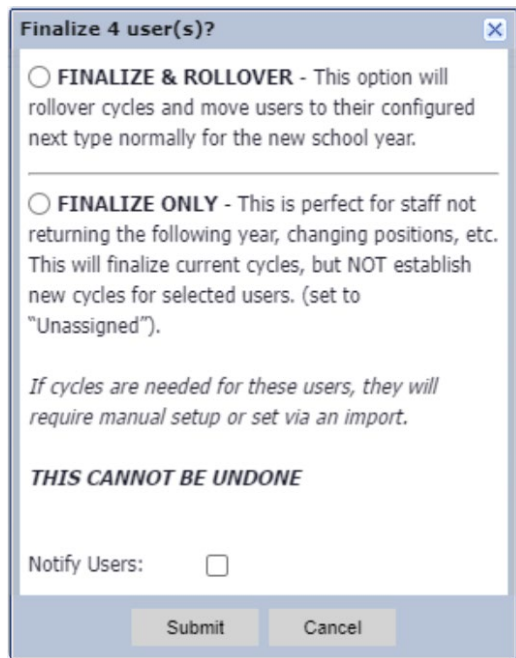 Finalize 4 user(s)?
FINALIZE & ROLLOVER - This option will
rollover cycles and move users to their configured
next type normally for the new school year.
FINALIZE ONLY - This is perfect for staff not
returning the following year, changing positions, etc.
This will finalize current cycles, but NOT establish
new cycles for selected users. (set to
"Unassigned").
If cycles are needed for these users, they will
require manual setup or set via an import.
THIS CANNOT BE UNDONE
Notify Users:
Submit Cancel